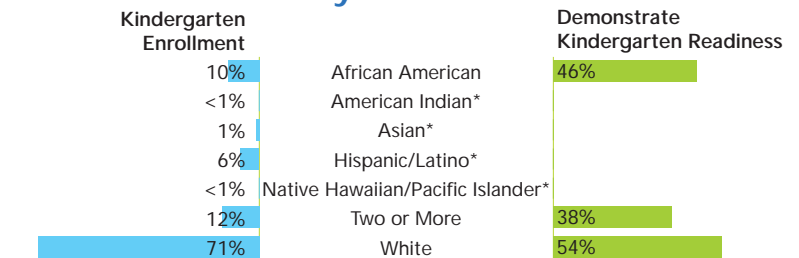 Kindergarten
Enrollment
Demonstrate
Kindergarten Readiness
10% African American 46%
<1% American Indian*
1% Asian*
6% Hispanic/Latino*
<1% Native Hawaiian/Pacific Islander*
12% Two or More 38%
71% White 54%